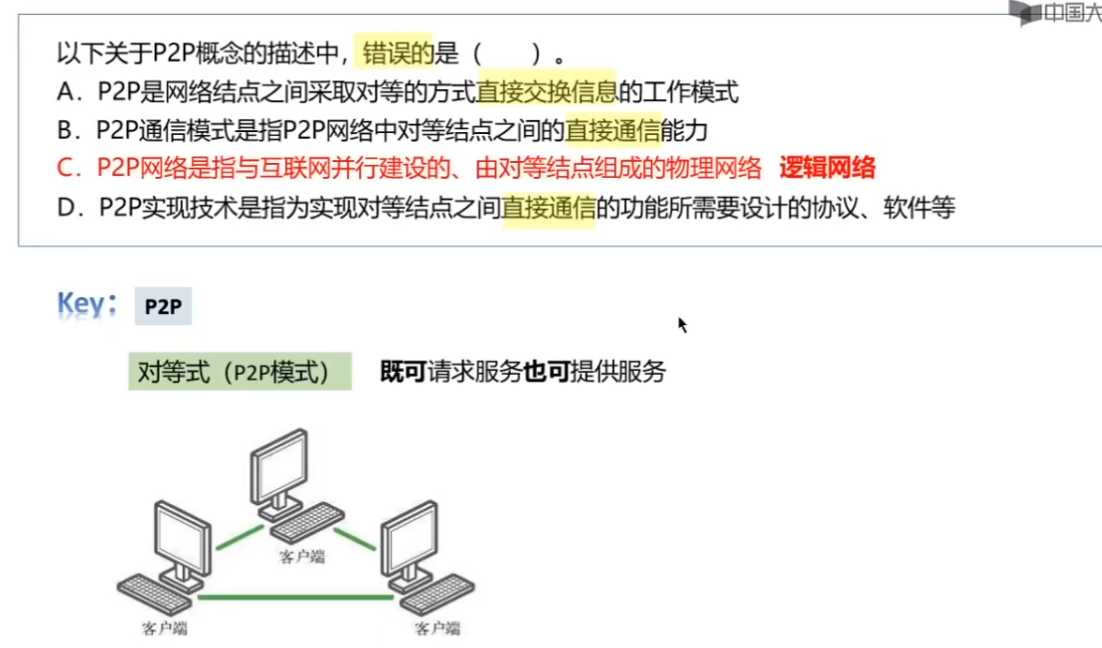 中国大
以下关于P2P概念的描述中，错误的是（　　）。
A．P2P是网络结点之间采取对等的方式直接交换信息的工作模式
B．P2P通信模式是指P2P网络中对等结点之间的直接通信能力
C．P2P网络是指与互联网并行建设的、由对等结点组成的物理网络 逻辑网络
D．P2P实现技术是指为实现对等结点之间直接通信的功能所需要设计的协议、软件等
Key： P2P
对等式（P2P模式） 既可请求服务也可提供服务
客户端
客户端 客户端